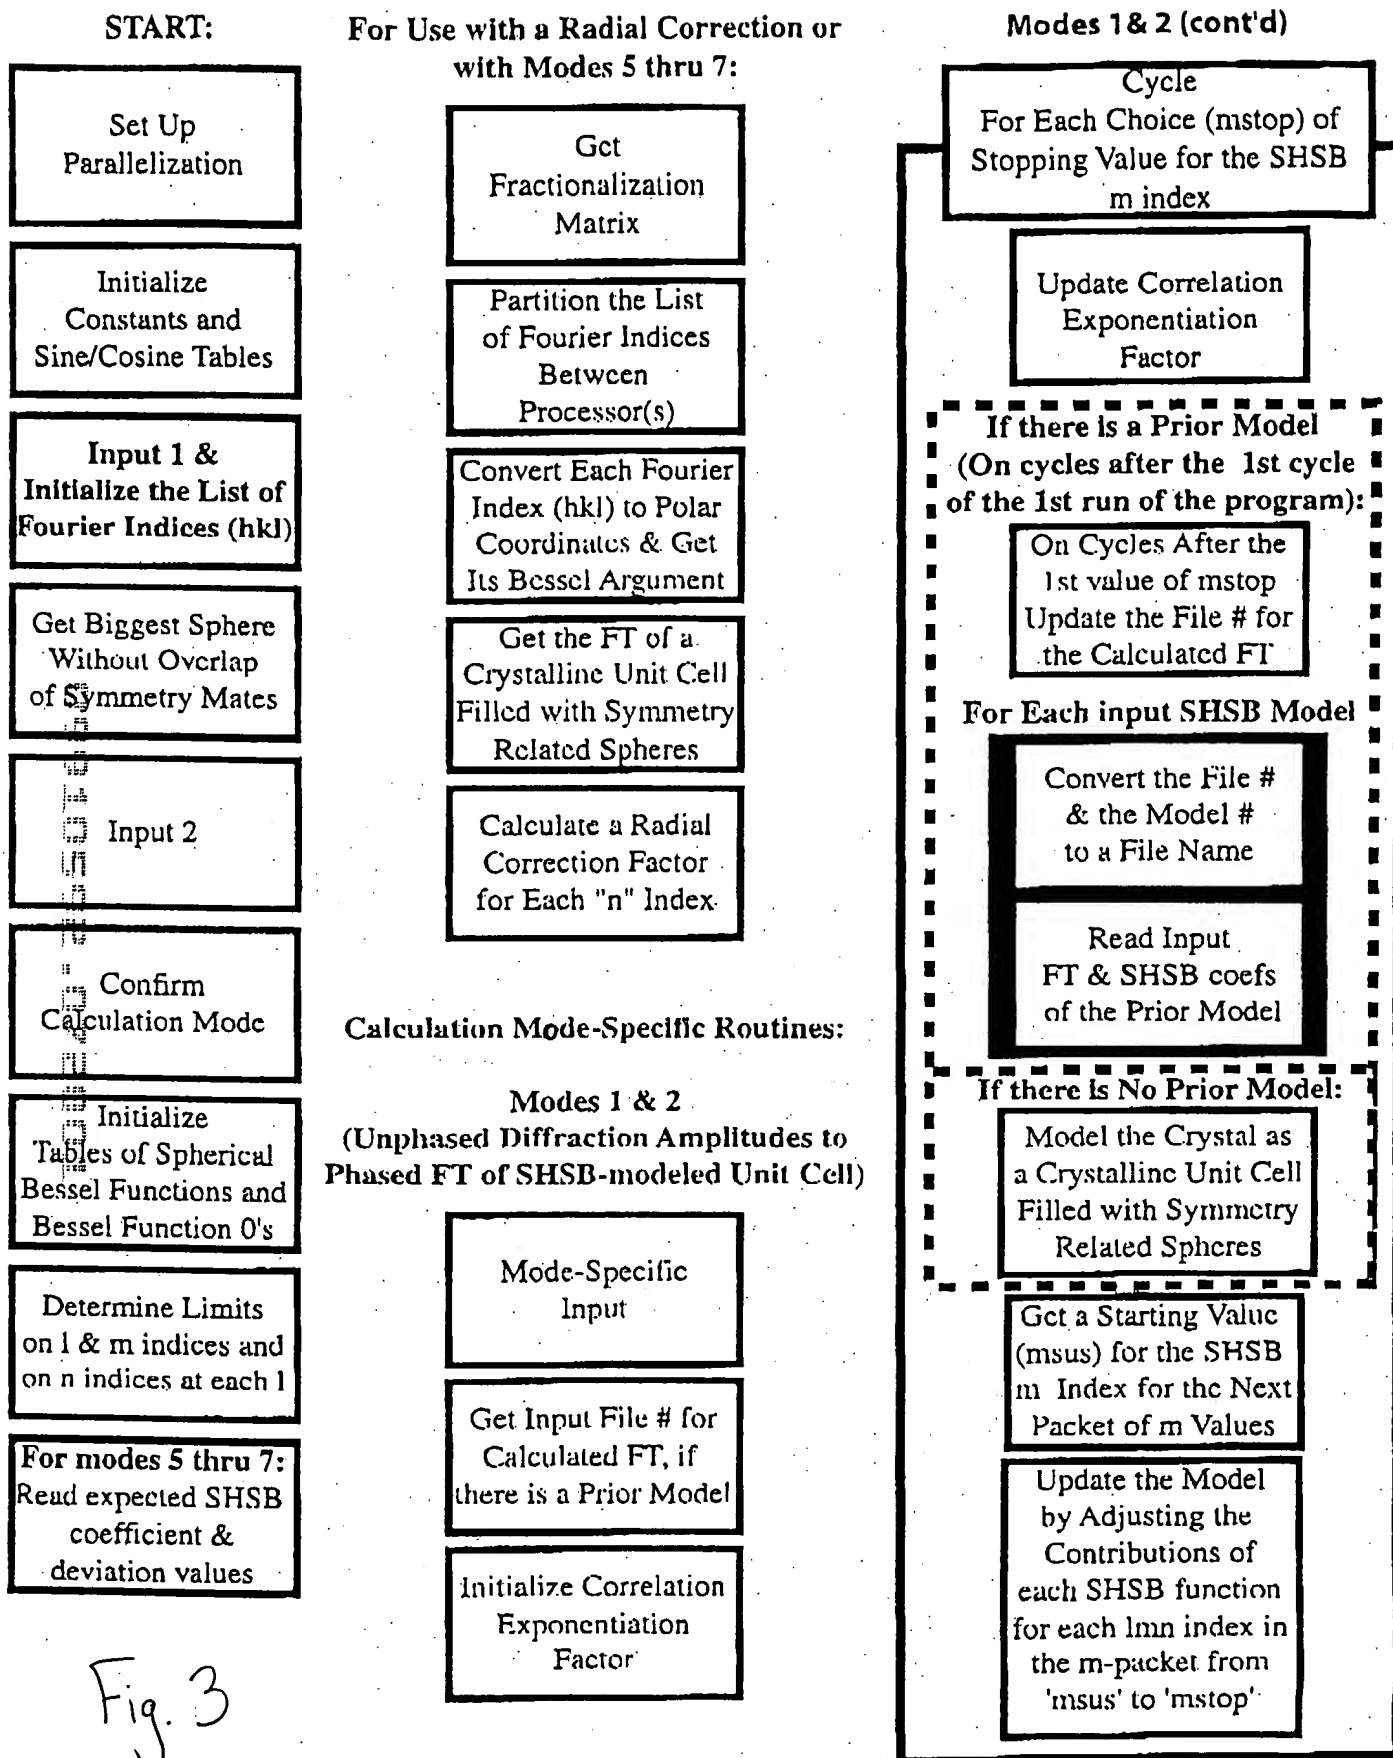 START:
Set Up
Parallelization
Initialize
Constants and
Sine/Cosine Tables
Input 1 &
Initialize the List of
Fourier Indices (hkl)
Get Biggest Sphere
Without Overlap
of Symmetry Mates
Input 2
Confirm
Calculation Mode
Initialize
Tables of Spherical
Bessel Functions and
Bessel Function 0's
Determine Limits
on l & m indices and
on n indices at each l
For modes 5 thru 7:
Read expected SHSB
coefficient &
deviation values
Fig. 3
For Use with a Radial Correction or
with Modes 5 thru 7:
Get
Fractionalization
Matrix
Partition the List
of Fourier Indices
Between
Processor(s)
Convert Each Fourier
Index (hkl) to Polar
Coordinates & Get
Its Bessel Argument
Get the FT of a
Crystalline Unit Cell
Filled with Symmetry
Related Spheres
Calculate a Radial
Correction Factor
for Each "n" Index
Calculation Mode-Specific Routines:
Modes 1 & 2
(Unphased Diffraction Amplitudes to
Phased FT of SHSB-modeled Unit Cell)
Mode-Specific
Input
Get Input File # for
Calculated FT, if
there is a Prior Model
Initialize Correlation
Exponentiation
Factor
Modes 1& 2 (cont'd)
Cycle
For Each Choice (mstop) of
Stopping Value for the SHSB
m index
Update Correlation
Exponentiation
Factor
If there is a Prior Model
(On cycles after the 1st cycle
of the 1st run of the program):
On Cycles After the
1st value of mstop
Update the File # for
the Calculated FT
For Each input SHSB Model
Convert the File #
& the Model #
to a File Name
Read Input
FT & SHSB coefs
of the Prior Model
If there is No Prior Model:
Model the Crystal as
a Crystalline Unit Cell
Filled with Symmetry
Related Spheres
Get a Starting Value
(msus) for the SHSB
m Index for the Next
Packet of m Values
Update the Model
by Adjusting the
Contributions of
each SHSB function
for each lmn index in
the m-packet from
'msus' to 'mstop'